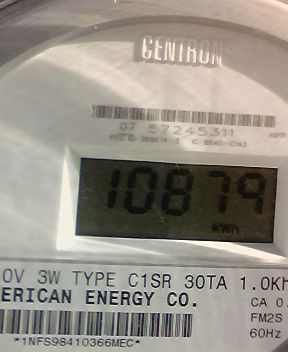 CENTRON®
07 57245311
10879
kWh
0V 3W TYPE C1SR 30TA 1.0Kh
ERICAN ENERGY CO.
CA 0.
FM2S
60Hz
*1NFS98410366MEC*